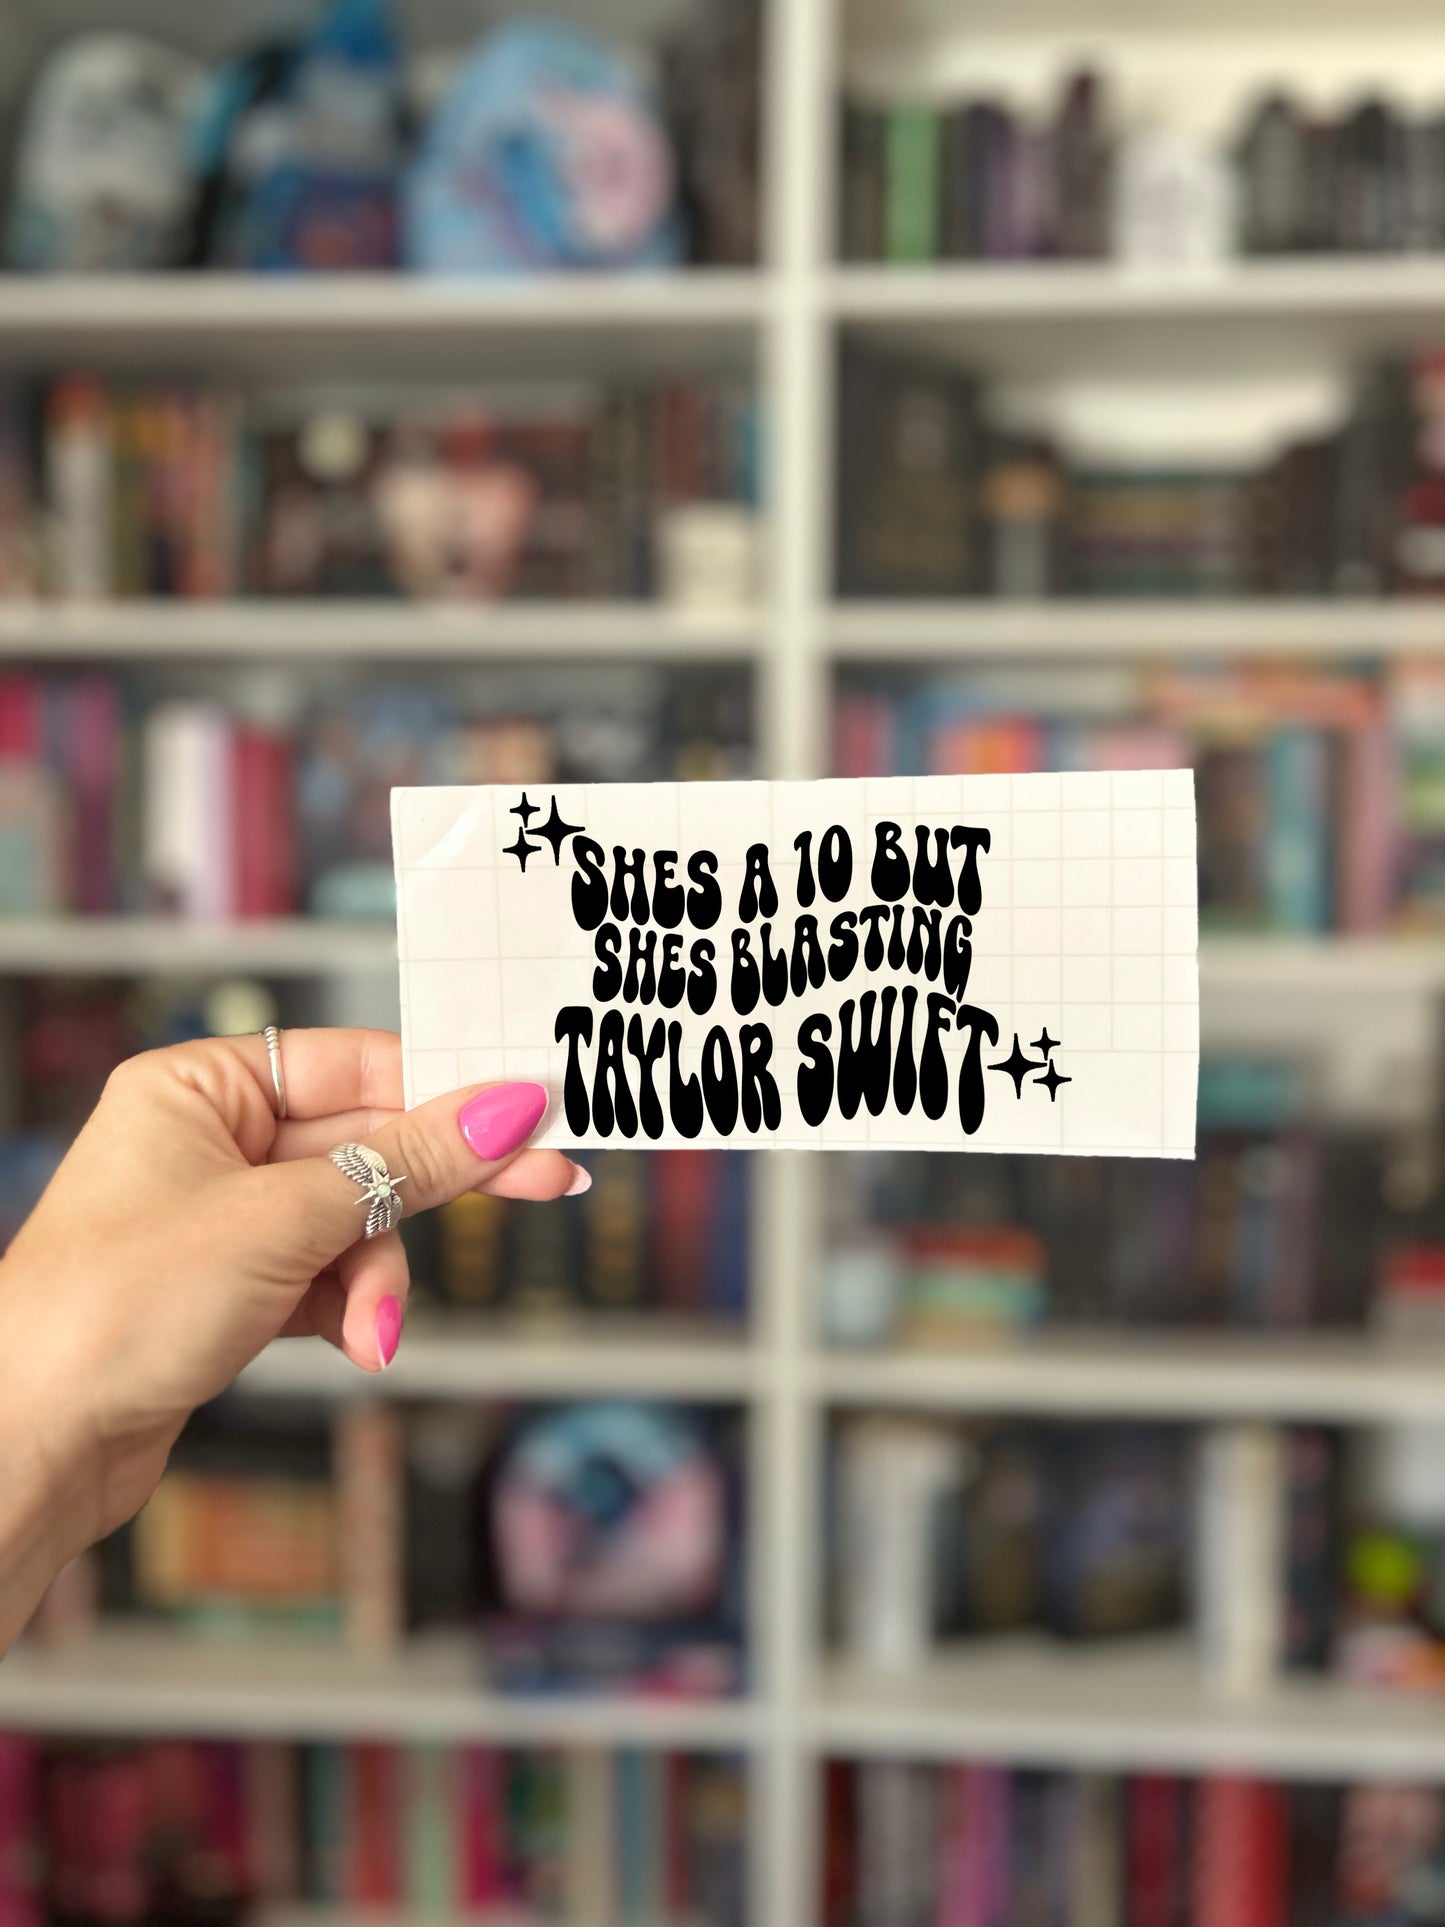 SHES A 10 BUT
SHES BLASTING
TAYLOR SWIFT